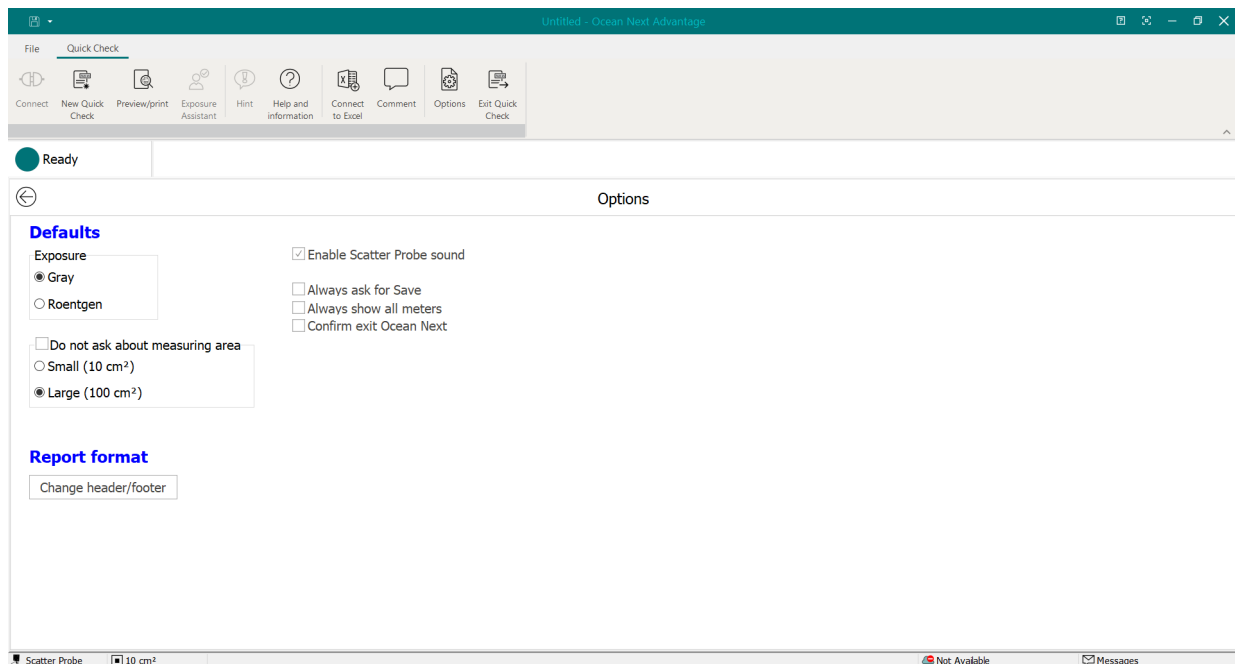 Untitled - Ocean Next Advantage
File Quick Check
Connect
New Quick Check
Preview/print
Exposure Assistant
Hint
Help and information
Connect to Excel
Comment
Options
Exit Quick Check
Ready
Options
Defaults
Exposure
Gray
Roentgen
Do not ask about measuring area
Small (10 cm²)
Large (100 cm²)
Enable Scatter Probe sound
Always ask for Save
Always show all meters
Confirm exit Ocean Next
Report format
Change header/footer
Scatter Probe 10 cm² Not Available Messages